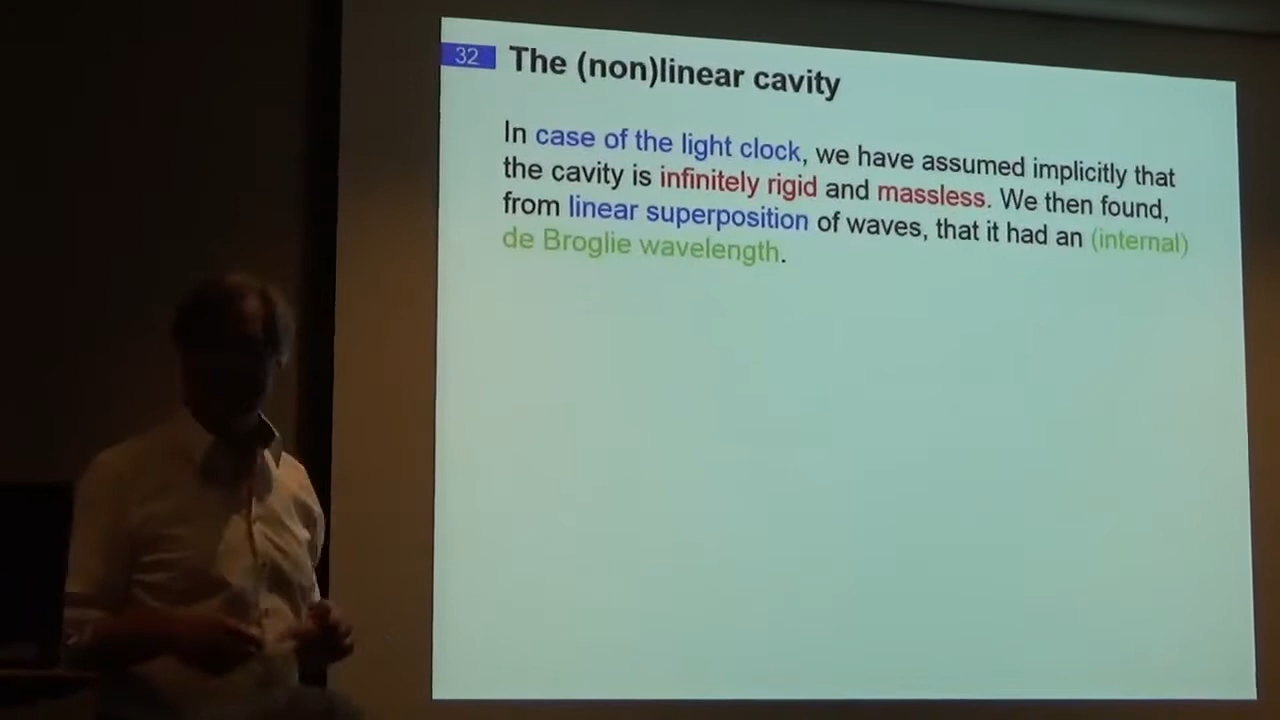 32
The (non)linear cavity
In case of the light clock, we have assumed implicitly that
the cavity is infinitely rigid and massless. We then found,
from linear superposition of waves, that it had an (internal)
de Broglie wavelength.